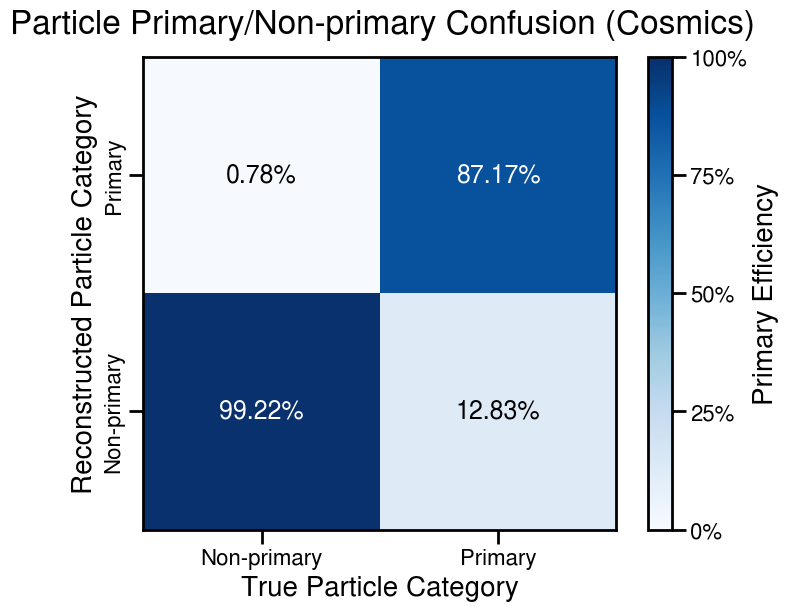 Particle Primary/Non-primary Confusion (Cosmics)
Reconstructed Particle Category
Primary
Non-primary
0.78%
87.17%
99.22%
12.83%
Non-primary
Primary
True Particle Category
100%
75%
50%
25%
0%
Primary Efficiency